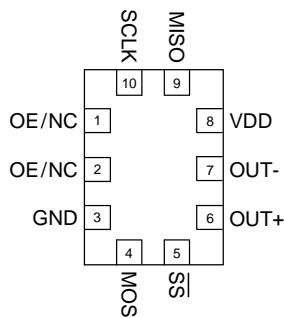 SCLK MISO
10 9
OE/NC 1 8 VDD
OE/NC 2 7 OUT-
GND 3 6 OUT+
4 5
MOS S̅S̅